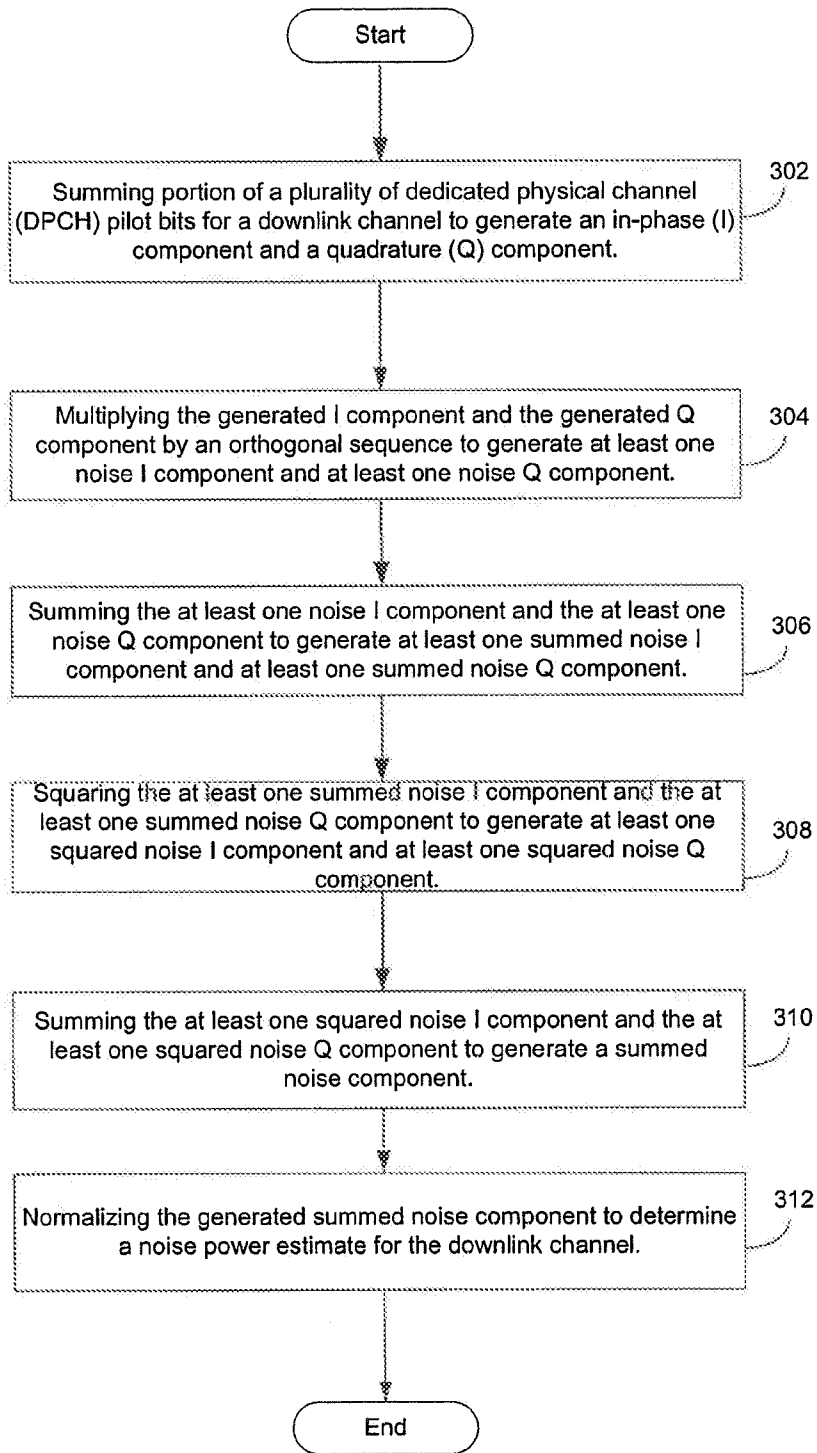 Start
302
Summing portion of a plurality of dedicated physical channel
(DPCH) pilot bits for a downlink channel to generate an in-phase (I)
component and a quadrature (Q) component.
304
Multiplying the generated I component and the generated Q
component by an orthogonal sequence to generate at least one
noise I component and at least one noise Q component.
306
Summing the at least one noise I component and the at least one
noise Q component to generate at least one summed noise I
component and at least one summed noise Q component.
308
Squaring the at least one summed noise I component and the at
least one summed noise Q component to generate at least one
squared noise I component and at least one squared noise Q
component.
310
Summing the at least one squared noise I component and the at
least one squared noise Q component to generate a summed
noise component.
312
Normalizing the generated summed noise component to determine
a noise power estimate for the downlink channel.
End